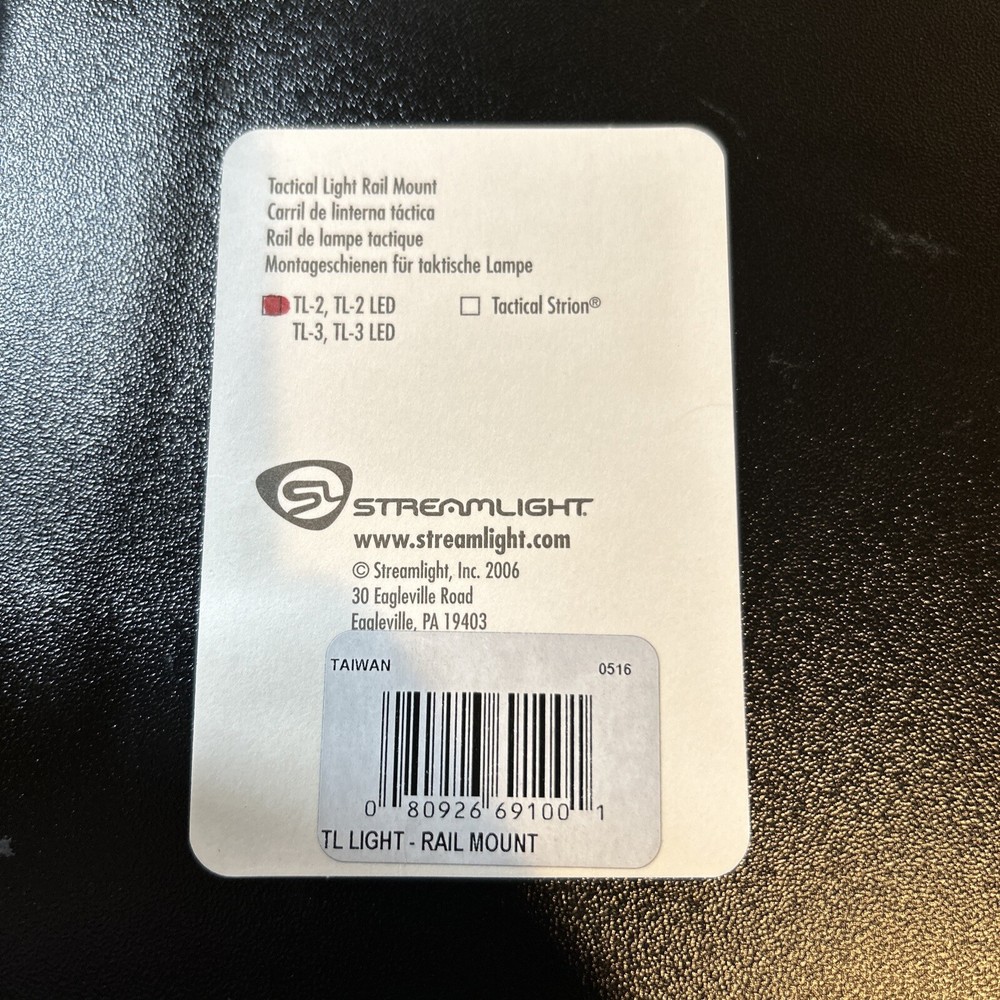 Tactical Light Rail Mount
Carril de linterna táctica
Rail de lampe tactique
Montageschienen für taktische Lampe
TL-2, TL-2 LED
TL-3, TL-3 LED
Tactical Strion®
SL STREAMLIGHT
www.streamlight.com
© Streamlight, Inc. 2006
30 Eagleville Road
Eagleville, PA 19403
TAIWAN 0516
0 80926 69100 1
TL LIGHT - RAIL MOUNT